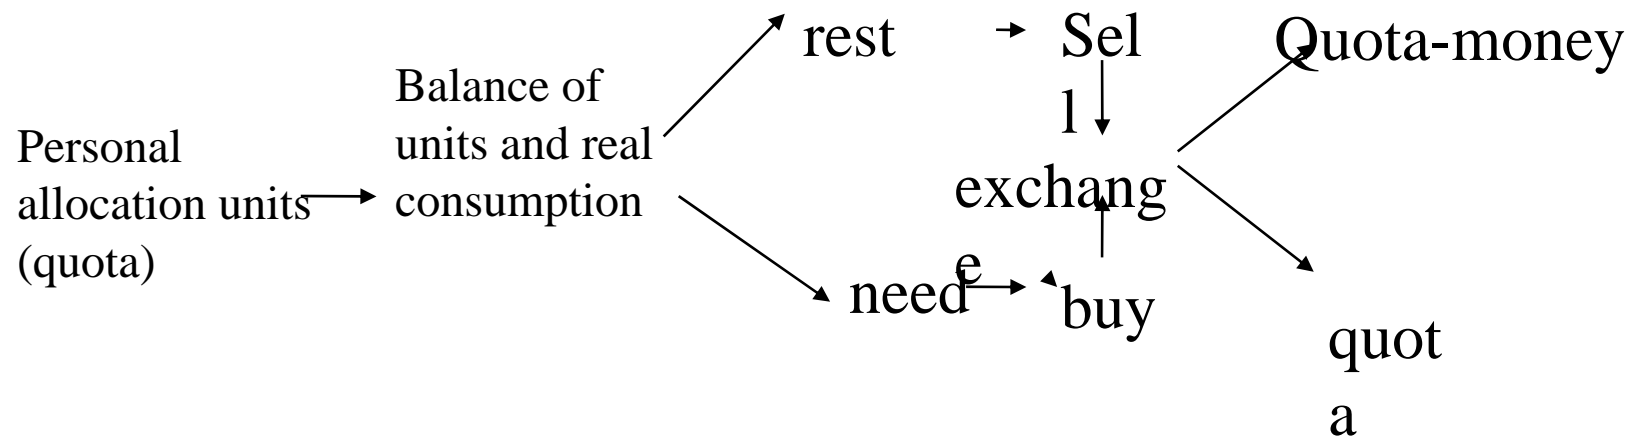 Personal
allocation units
(quota)
Balance of
units and real
consumption
rest
need
Sel
l
exchang
e
buy
Quota-money
quot
a